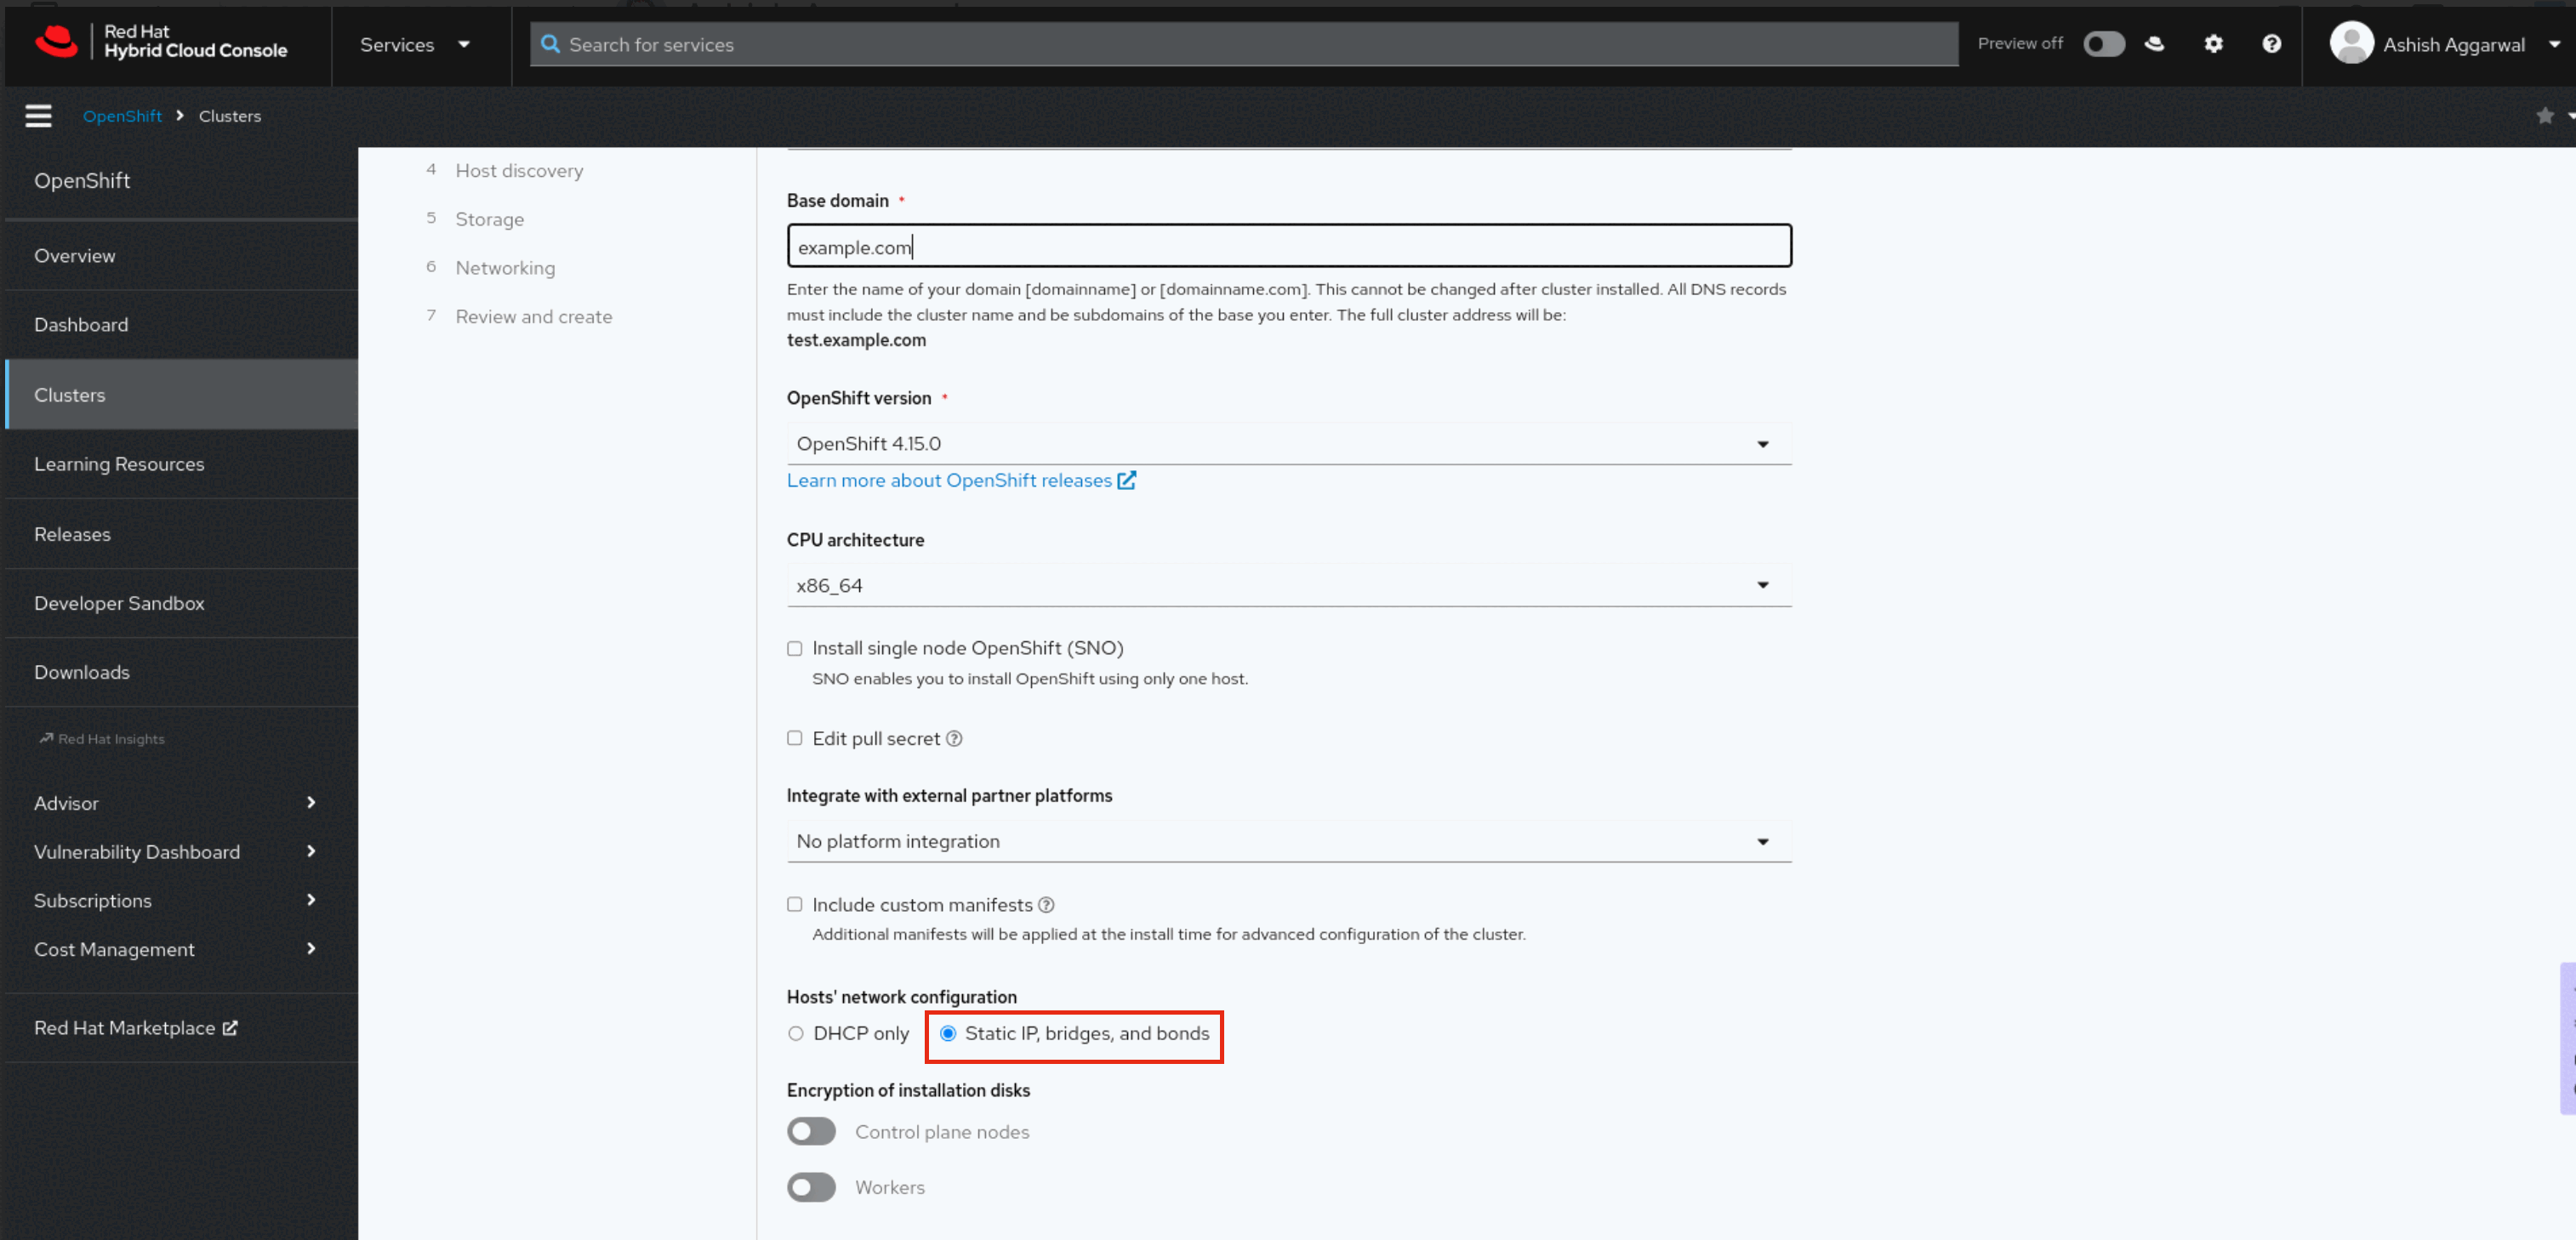 Red Hat
Hybrid Cloud Console
Services
Search for services
Preview off
Ashish Aggarwal
OpenShift
Clusters
OpenShift
Overview
Dashboard
Clusters
Learning Resources
Releases
Developer Sandbox
Downloads
Red Hat Insights
Advisor
Vulnerability Dashboard
Subscriptions
Cost Management
Red Hat Marketplace
4 Host discovery
5 Storage
6 Networking
7 Review and create
Base domain *
example.com
Enter the name of your domain [domainname] or [domainname.com]. This cannot be changed after cluster installed. All DNS records
must include the cluster name and be subdomains of the base you enter. The full cluster address will be:
test.example.com
OpenShift version *
OpenShift 4.15.0
Learn more about OpenShift releases
CPU architecture
x86_64
Install single node OpenShift (SNO)
SNO enables you to install OpenShift using only one host.
Edit pull secret
Integrate with external partner platforms
No platform integration
Include custom manifests
Additional manifests will be applied at the install time for advanced configuration of the cluster.
Hosts' network configuration
DHCP only
Static IP, bridges, and bonds
Encryption of installation disks
Control plane nodes
Workers